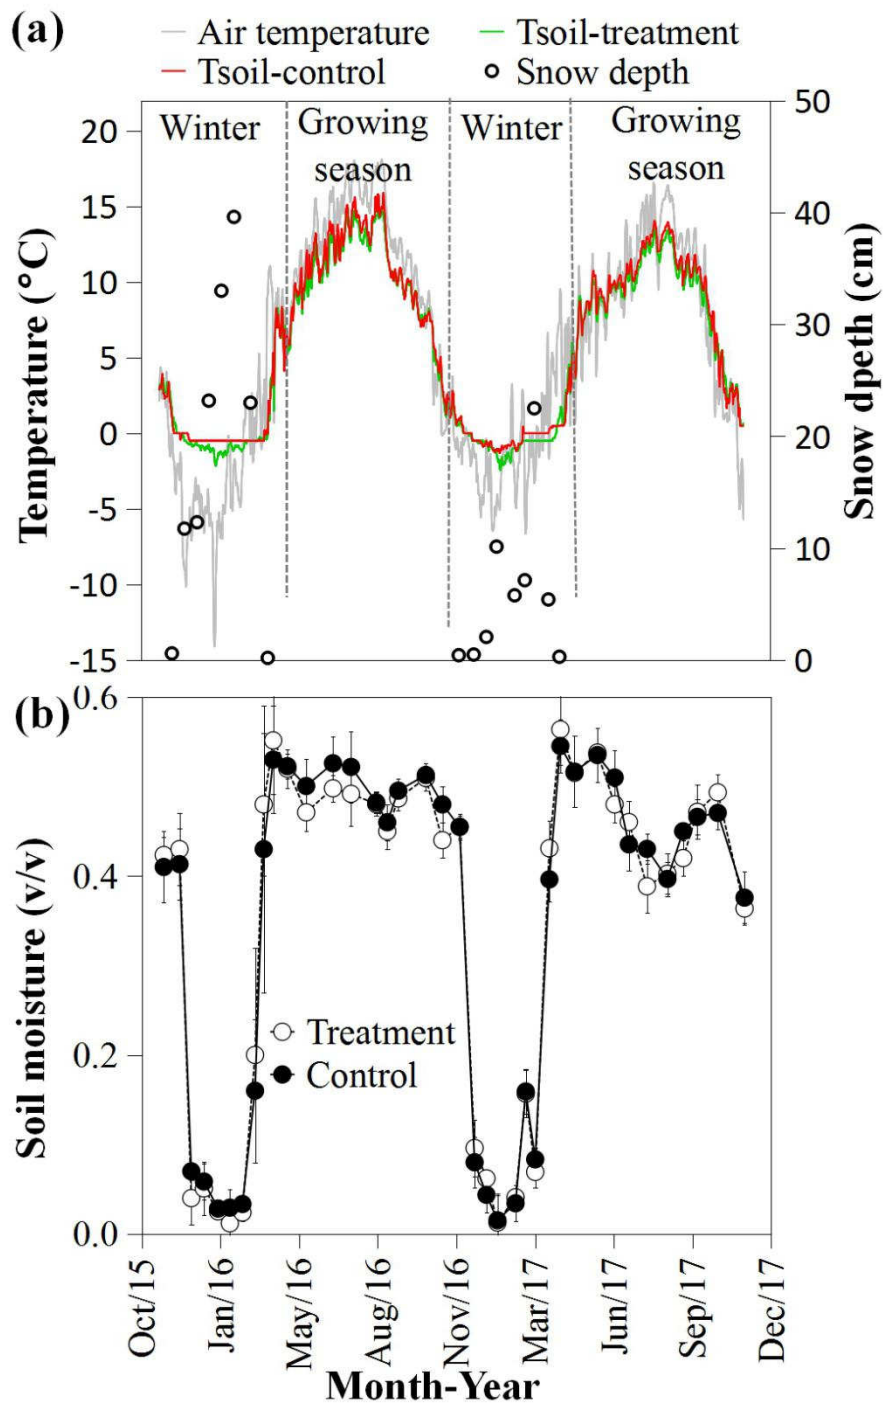 (a)
Air temperature
Tsoil-treatment
Tsoil-control
Snow depth
Winter
Growing season
Winter
Growing season
20
15
10
5
0
-5
-10
-15
Temperature (°C)
50
40
30
20
10
0
Snow dpeth (cm)
(b)
0.6
0.4
0.2
0.0
Soil moisture (v/v)
Treatment
Control
Oct/15
Jan/16
May/16
Aug/16
Nov/16
Mar/17
Jun/17
Sep/17
Dec/17
Month-Year